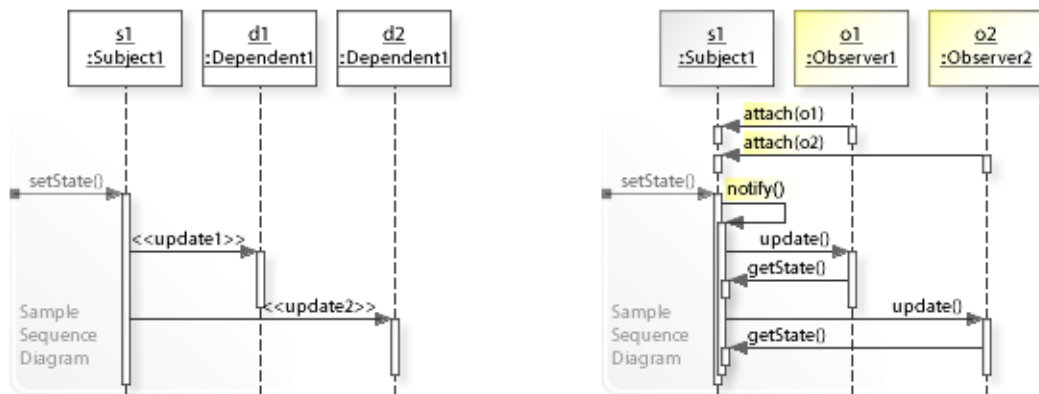 s1
:Subject1
d1
:Dependent1
d2
:Dependent1
setState()
<<update1>>
<<update2>>
Sample
Sequence
Diagram
s1
:Subject1
o1
:Observer1
o2
:Observer2
attach(o1)
attach(o2)
setState()
notify()
update()
getState()
update()
getState()
Sample
Sequence
Diagram